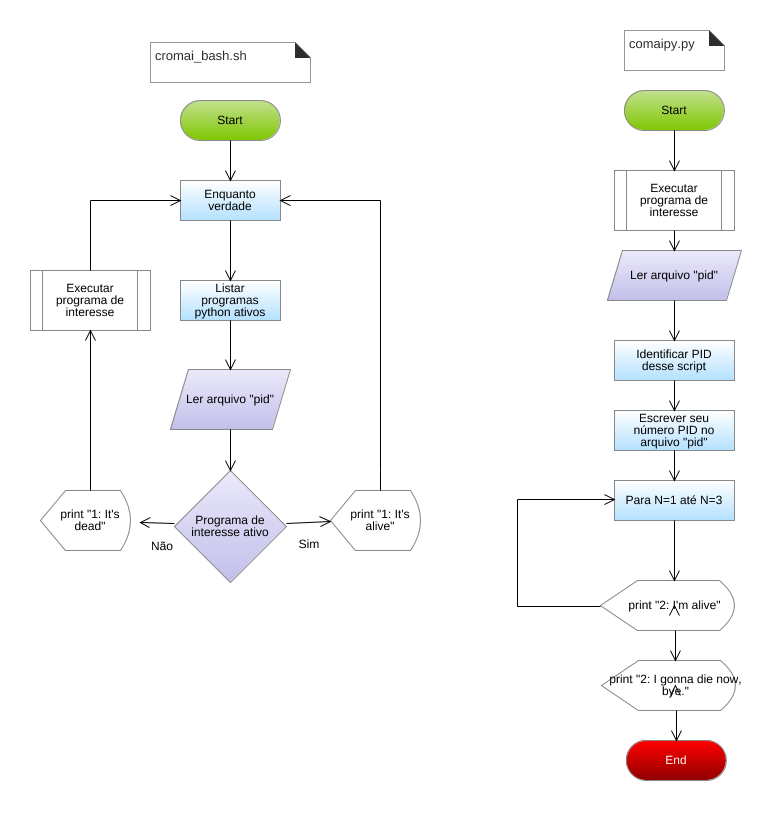 cromai_bash.sh
Start
Enquanto
verdade
Executar
programa de
interesse
Listar
programas
python ativos
Ler arquivo "pid"
print "1: It's
dead"
Programa de
interesse ativo
print "1: It's
alive"
Não
Sim
comaipy.py
Start
Executar
programa de
interesse
Ler arquivo "pid"
Identificar PID
desse script
Escrever seu
número PID no
arquivo "pid"
Para N=1 até N=3
print "2: I'm alive"
print "2: I gonna die now,
bye."
End